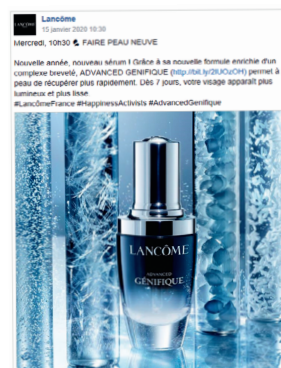 LANCÔME
Lancôme
15 janvier 2020 10:30
Mercredi, 10h30 FAIRE PEAU NEUVE
Nouvelle année, nouveau sérum ! Grâce à sa nouvelle formule enrichie d'un
complexe breveté, ADVANCED GENIFIQUE (http://bit.ly/2IUOzOH) permet à
peau de récupérer plus rapidement. Dès 7 jours, votre visage apparaît plus
lumineux et plus lisse.
#LancômeFrance #HappinessActivists #AdvancedGenifique
LANCÔME
ADVANCED
GÉNIFIQUE